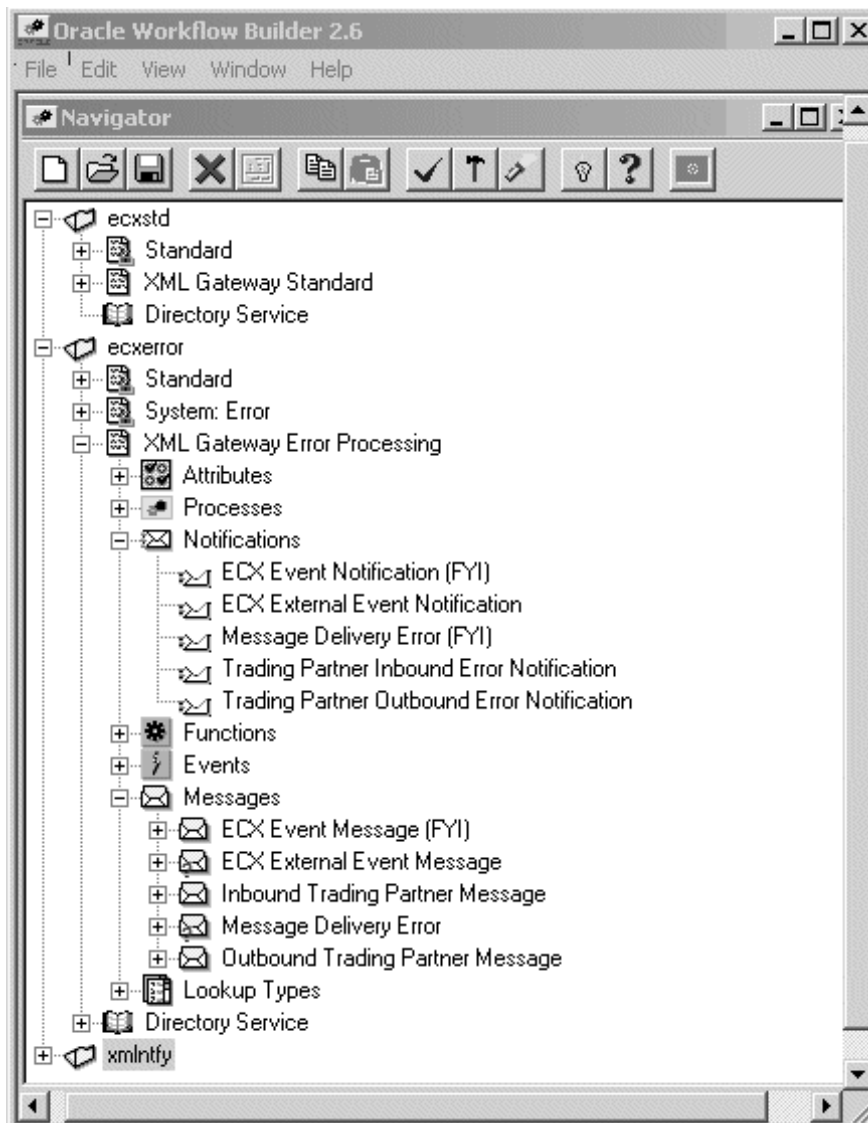 Oracle Workflow Builder 2.6
File Edit View Window Help
Navigator
ecxstd
Standard
XML Gateway Standard
Directory Service
ecxerror
Standard
System: Error
XML Gateway Error Processing
Attributes
Processes
Notifications
ECX Event Notification (FYI)
ECX External Event Notification
Message Delivery Error (FYI)
Trading Partner Inbound Error Notification
Trading Partner Outbound Error Notification
Functions
Events
Messages
ECX Event Message (FYI)
ECX External Event Message
Inbound Trading Partner Message
Message Delivery Error
Outbound Trading Partner Message
Lookup Types
Directory Service
xmlntfy